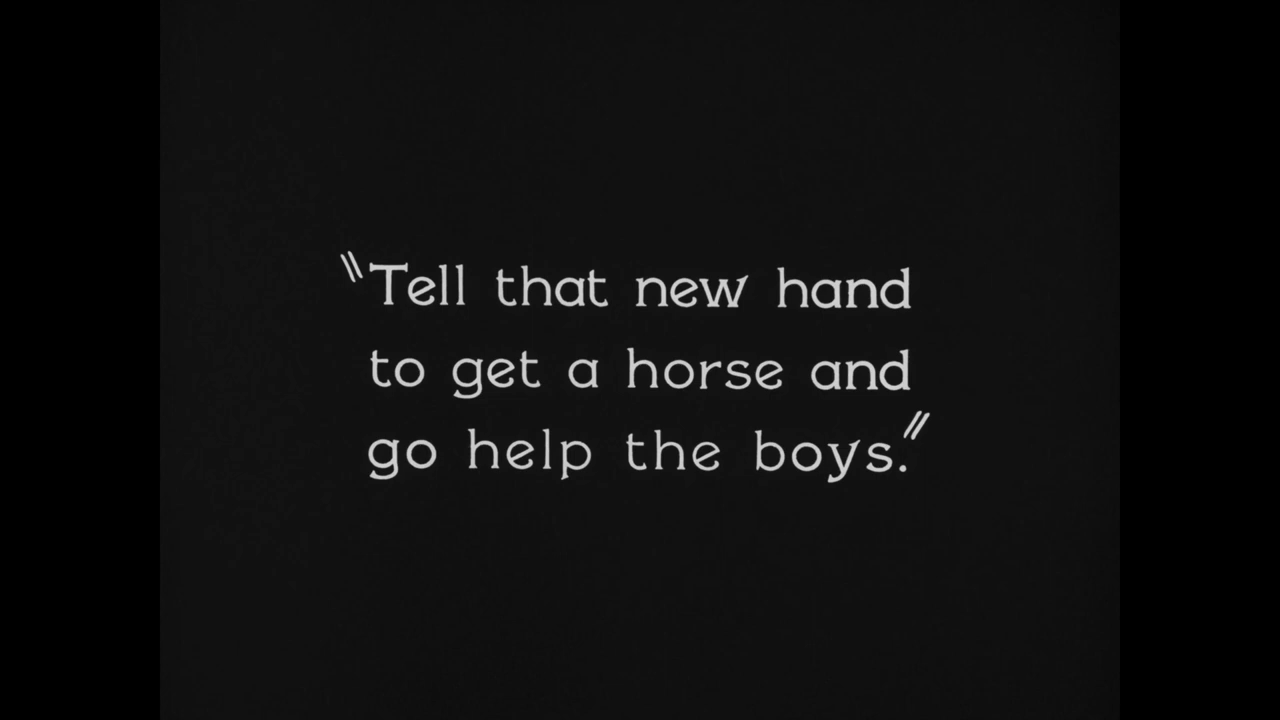 "Tell that new hand
to get a horse and
go help the boys."